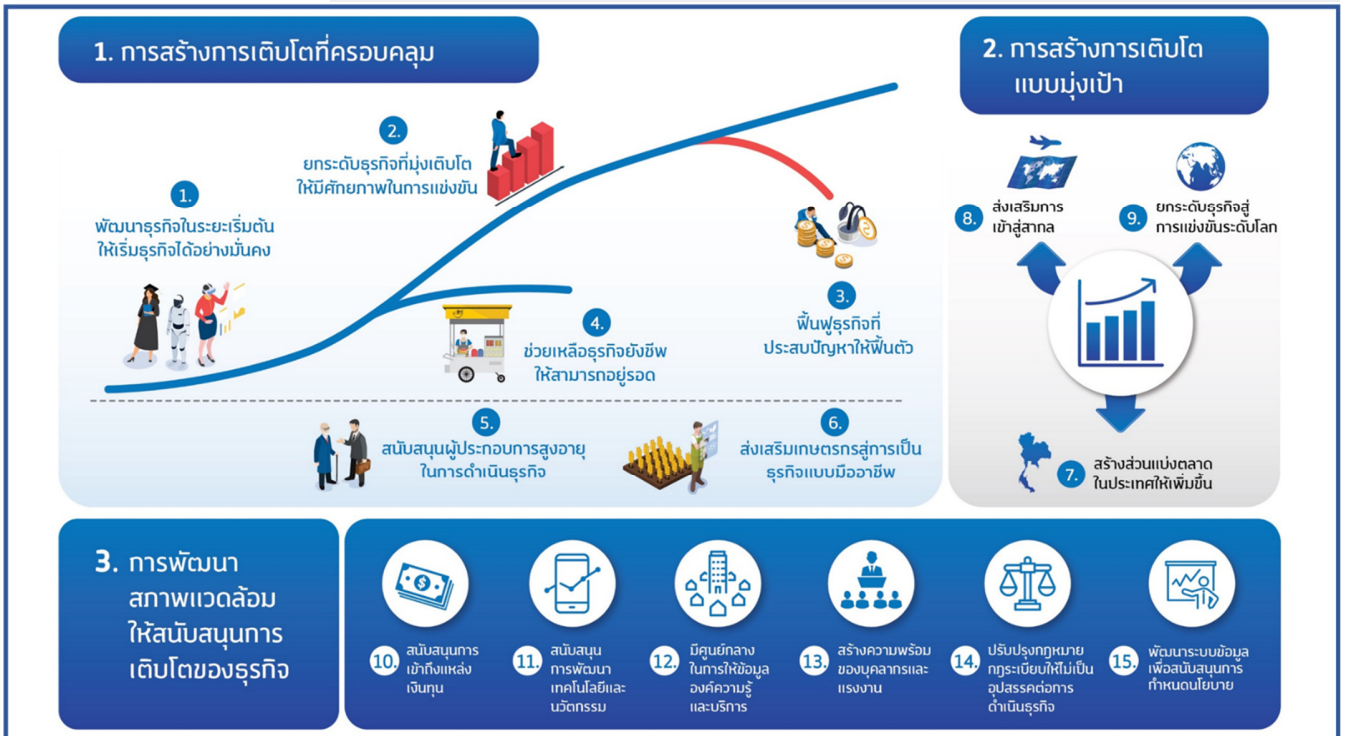 1. การสร้างการเติบโตที่ครอบคลุม
1.
พัฒนาธุรกิจในระยะเริ่มต้น
ให้เริ่มธุรกิจได้อย่างมั่นคง
2.
ยกระดับธุรกิจที่มุ่งเติบโต
ให้มีศักยภาพในการแข่งขัน
3.
ฟื้นฟูธุรกิจที่
ประสบปัญหาให้ฟื้นตัว
4.
ช่วยเหลือธุรกิจยังชีพ
ให้สามารถอยู่รอด
5.
สนับสนุนผู้ประกอบการสูงอายุ
ในการดำเนินธุรกิจ
6.
ส่งเสริมเกษตรกรสู่การเป็น
ธุรกิจแบบมืออาชีพ
2. การสร้างการเติบโต
แบบมุ่งเป้า
8. ส่งเสริมการ
เข้าสู่สากล
9. ยกระดับธุรกิจสู่
การแข่งขันระดับโลก
7. สร้างส่วนแบ่งตลาด
ในประเทศให้เพิ่มขึ้น
3. การพัฒนา
สภาพแวดล้อม
ให้สนับสนุนการ
เติบโตของธุรกิจ
10. สนับสนุนการ
เข้าถึงแหล่ง
เงินทุน
11. สนับสนุน
การพัฒนา
เทคโนโลยีและ
นวัตกรรม
12. มีศูนย์กลาง
ในการให้ข้อมูล
องค์ความรู้
และบริการ
13. สร้างความพร้อม
ของบุคลากรและ
แรงงาน
14. ปรับปรุงกฎหมาย
กฎระเบียบให้ไม่เป็น
อุปสรรคต่อการ
ดำเนินธุรกิจ
15. พัฒนาระบบข้อมูล
เพื่อสนับสนุนการ
กำหนดนโยบาย